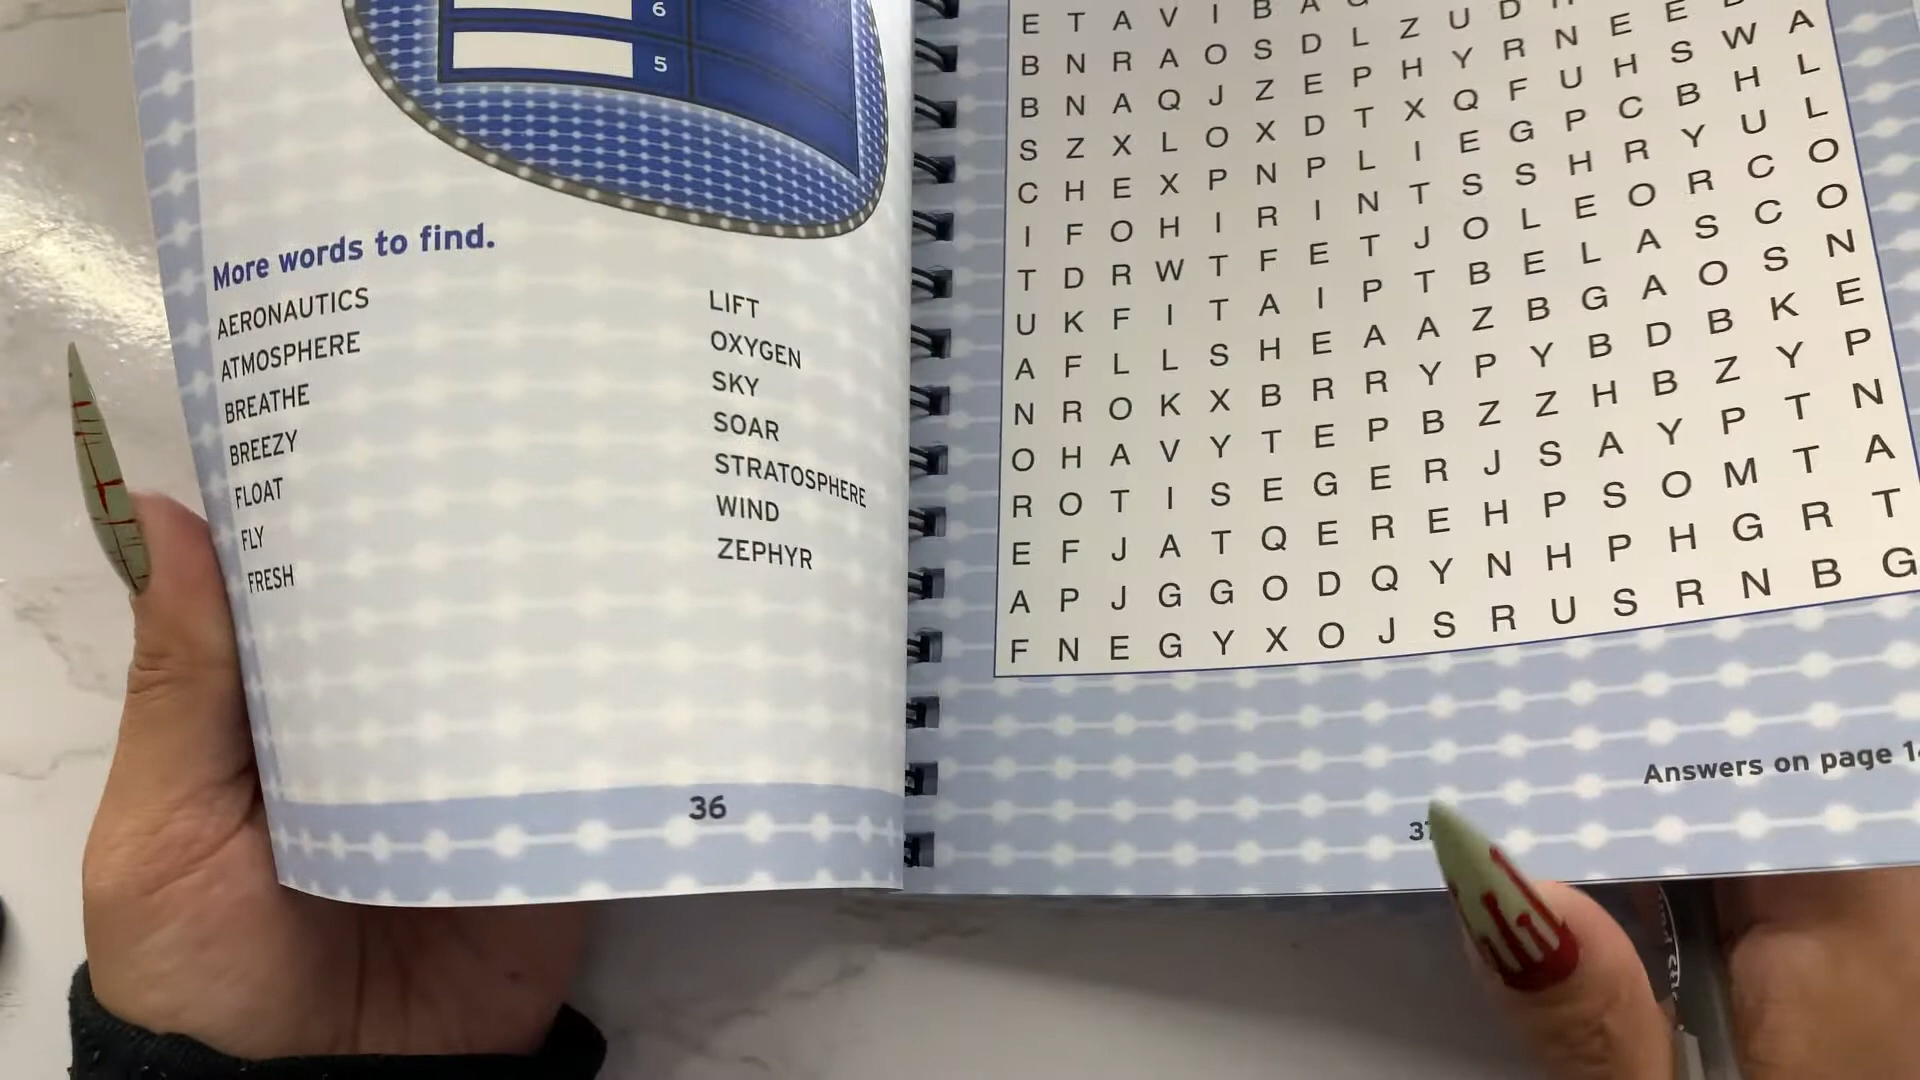 6
5
More words to find.
AERONAUTICS
ATMOSPHERE
BREATHE
BREEZY
FLOAT
FLY
FRESH
LIFT
OXYGEN
SKY
SOAR
STRATOSPHERE
WIND
ZEPHYR
36
E T A V I B A
B N R A O S D L Z U D
B N A Q J Z E P H Y R N E E
S Z X L O X D T X Q F U H S W A
C H E X P N P L I E G P C B H L
I F O H I R I N T S S H R Y U L
T D R W T F E T J O L E O R C O
U K F I T A I P T B E L A S C O
A F L L S H E A A Z B G A O S N
N R O K X B R R Y P Y B D B K E
O H A V Y T E P B Z Z H B Z Y P
R O T I S E G E R J S A Y P T N
E F J A T Q E R E H P S O M T A
A P J G G O D Q Y N H P H G R T
F N E G Y X O J S R U S R N B G
Answers on page